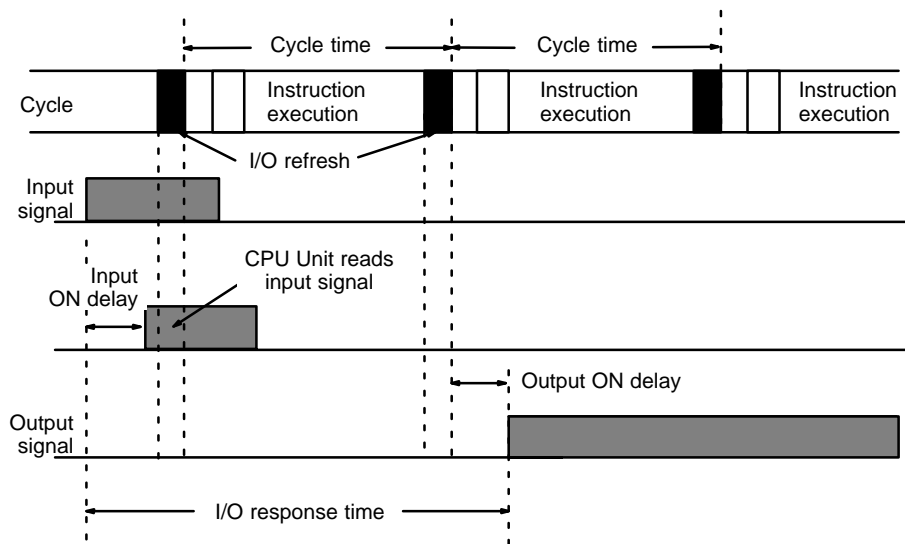 Cycle time
Cycle time
Cycle
Instruction
execution
Instruction
execution
Instruction
execution
I/O refresh
Input
signal
CPU Unit reads
input signal
Input
ON delay
Output ON delay
Output
signal
I/O response time